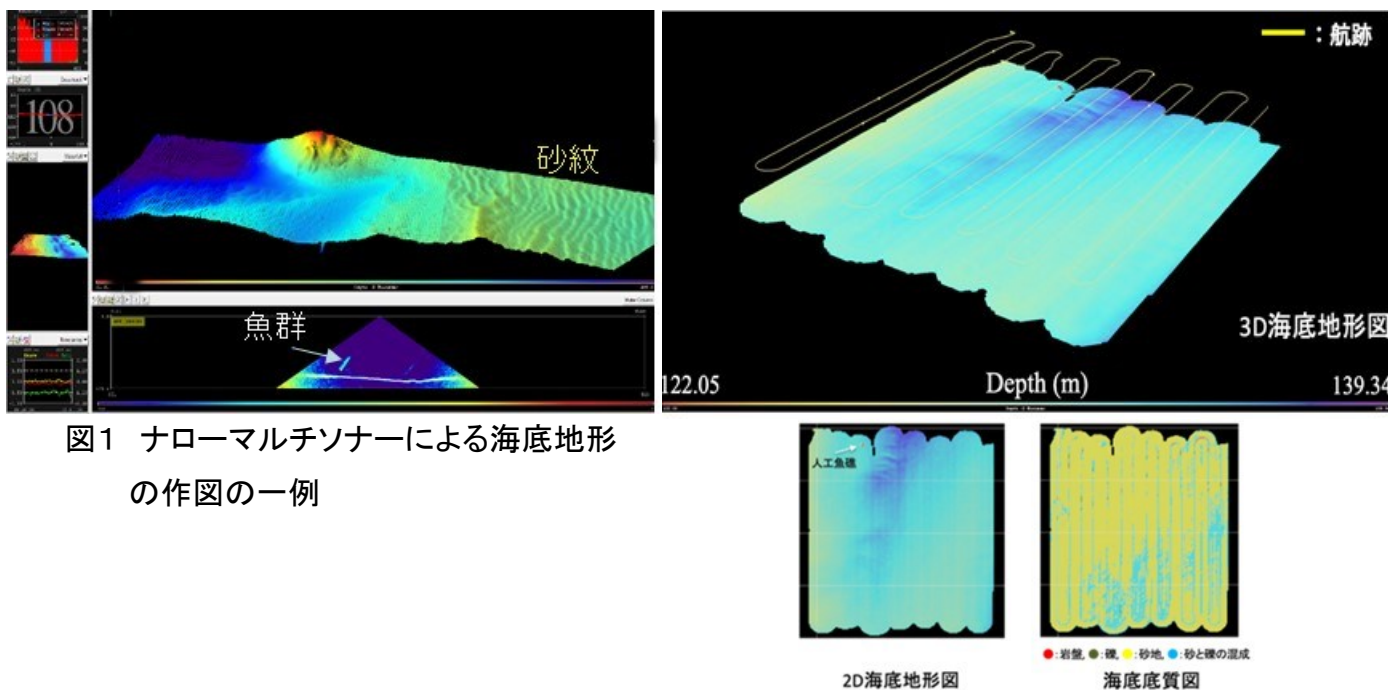 108
砂紋
魚群
図1 ナローマルチソナーによる海底地形
の作図の一例
:航跡
3D海底地形図
122.05 Depth (m) 139.34
人工魚礁
●:岩盤, ●:礫, ●:砂地, ●:砂と礫の混成
2D海底地形図
海底底質図